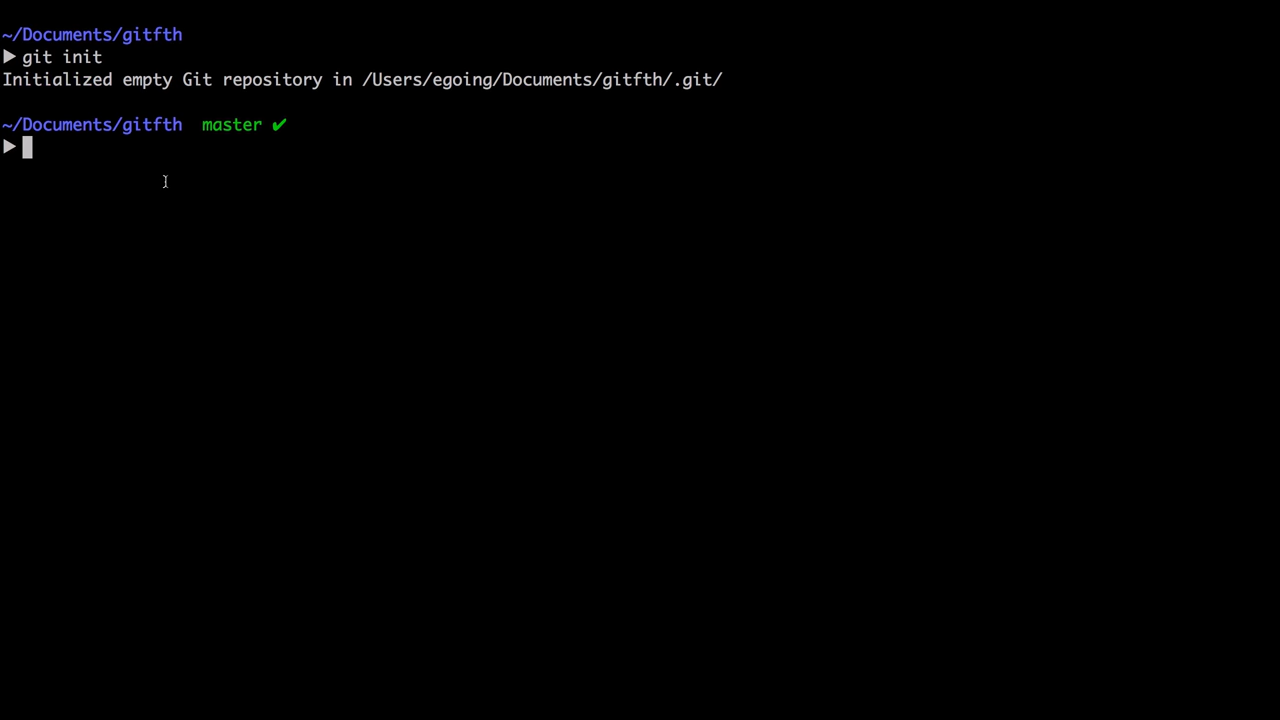 ~/Documents/gitfth
▶ git init
Initialized empty Git repository in /Users/egoing/Documents/gitfth/.git/
~/Documents/gitfth  master ✔
▶